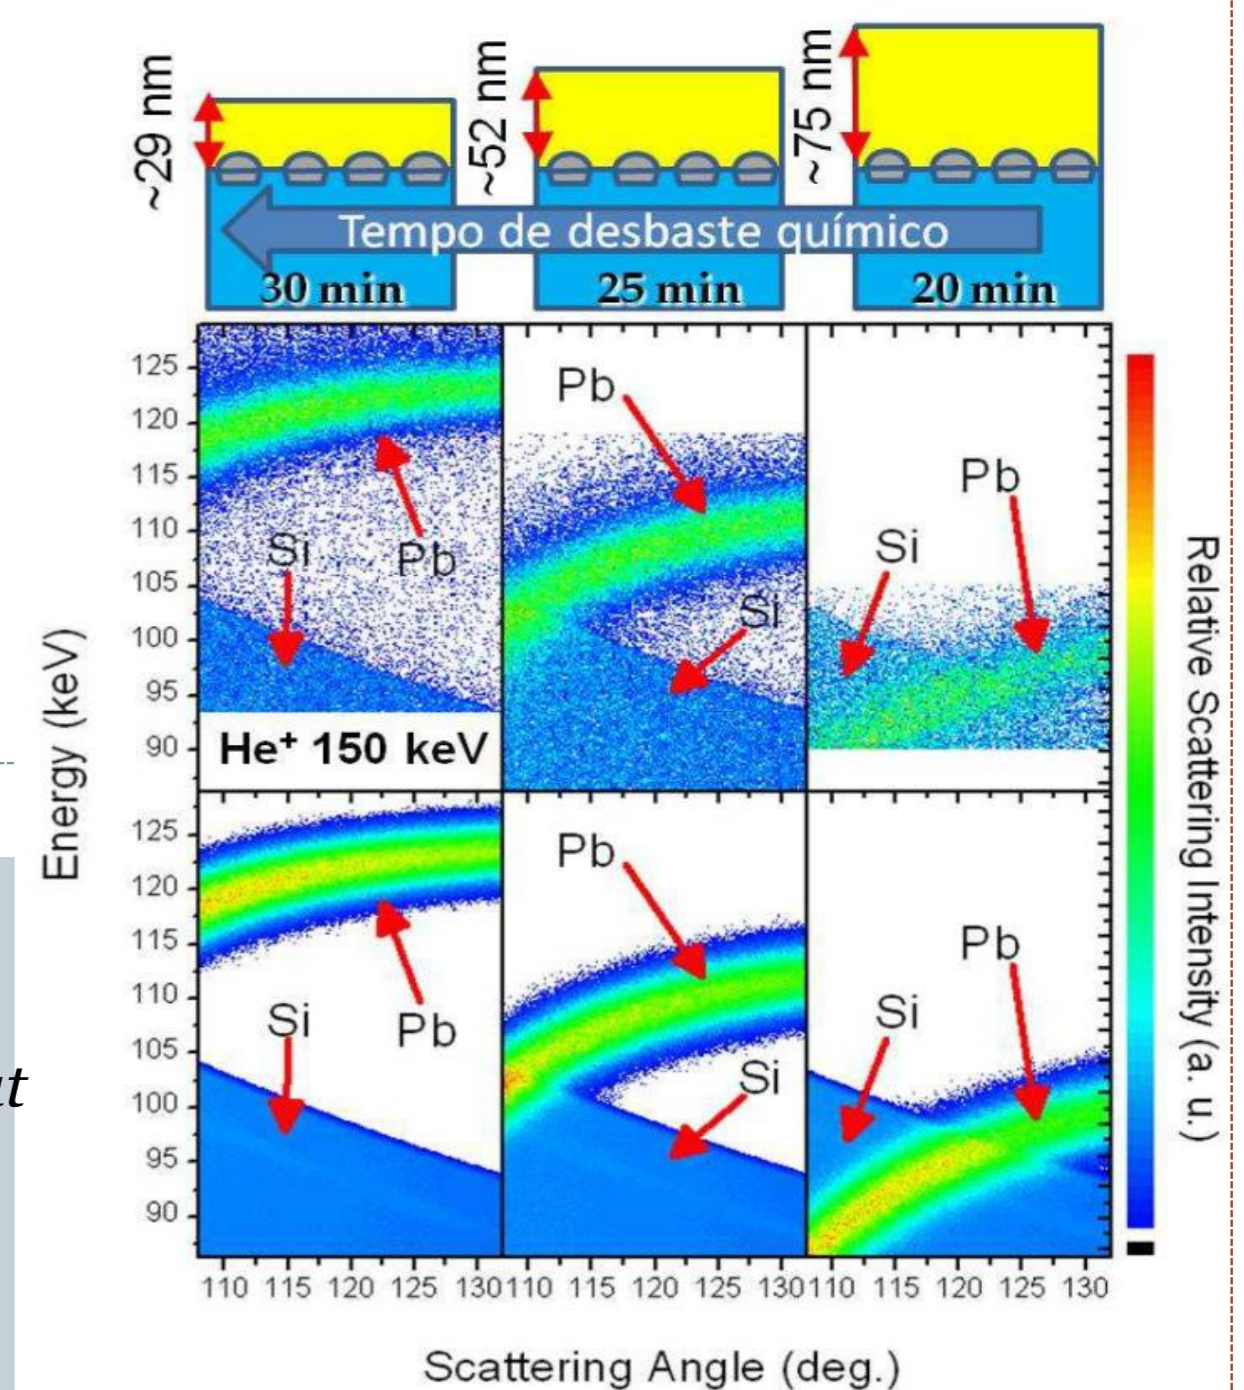 ~29 nm
~52 nm
~75 nm
Tempo de desbaste químico
30 min 25 min 20 min
125
120
115
110
105
100
95
90
Pb
Si
He⁺ 150 keV
Pb
Si
Pb
Si
125
120
115
110
105
100
95
90
Pb
Si
Pb
Si
Pb
Si
110 115 120 125 130 110 115 120 125 130 110 115 120 125 130
Energy (keV)
Scattering Angle (deg.)
Relative Scattering Intensity (a. u.)